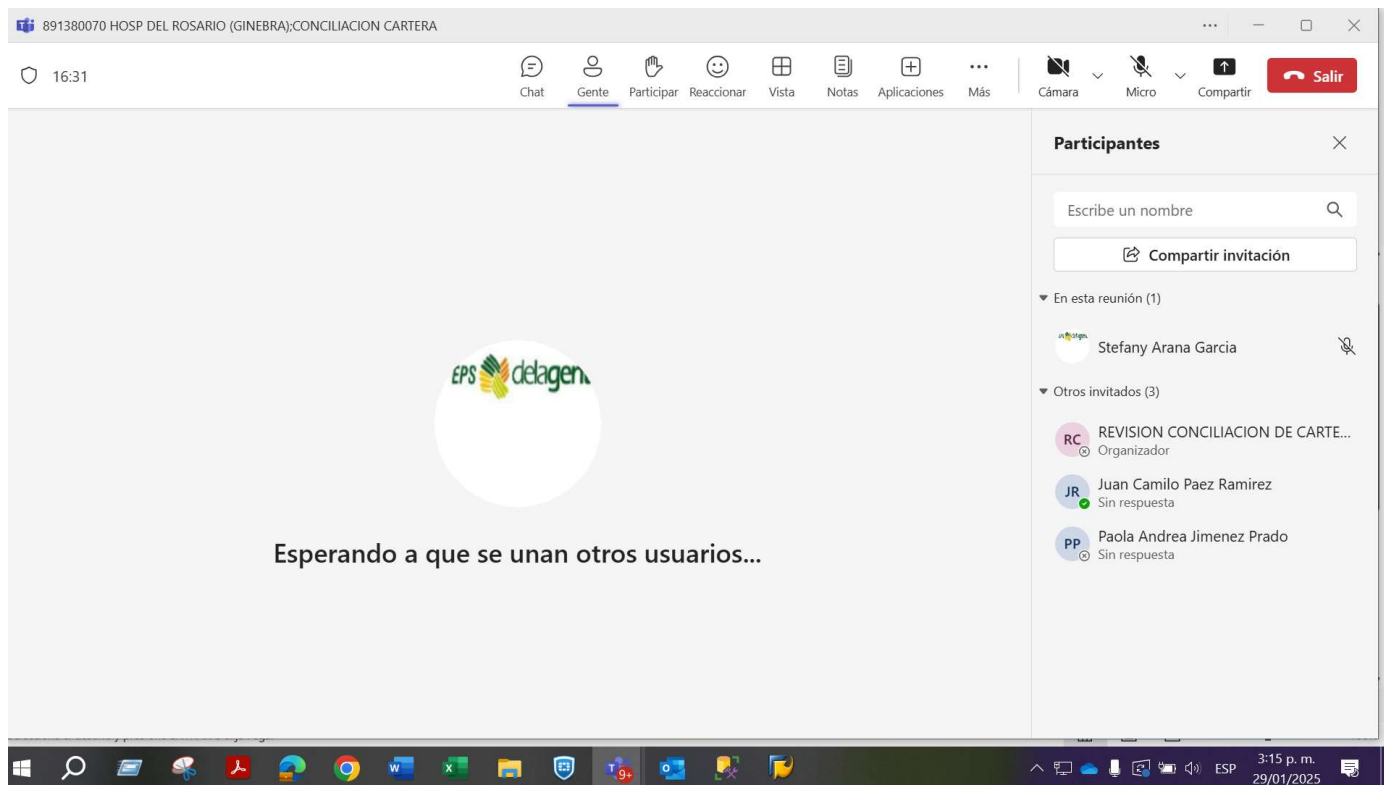 891380070 HOSP DEL ROSARIO (GINEBRA);CONCILIACION CARTERA
16:31
Chat
Gente
Participar
Reaccionar
Vista
Notas
Aplicaciones
Más
Cámara
Micro
Compartir
Salir
Participantes
Escribe un nombre
Compartir invitación
En esta reunión (1)
Stefany Arana Garcia
Otros invitados (3)
RC
REVISION CONCILIACION DE CARTE...
Organizador
JR
Juan Camilo Paez Ramirez
Sin respuesta
PP
Paola Andrea Jimenez Prado
Sin respuesta
EPS delagen
Esperando a que se unan otros usuarios...
9+
ESP
3:15 p. m.
29/01/2025